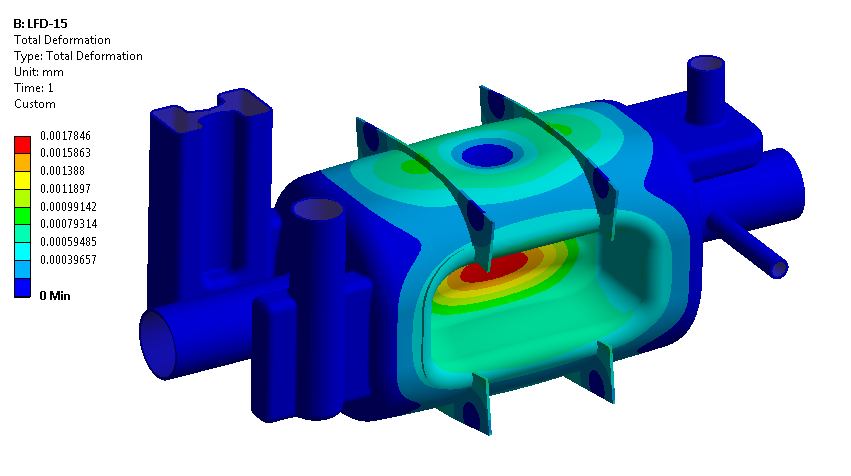 B: LFD-15
Total Deformation
Type: Total Deformation
Unit: mm
Time: 1
Custom
0.0017846
0.0015863
0.001388
0.0011897
0.00099142
0.00079314
0.00059485
0.00039657
0 Min